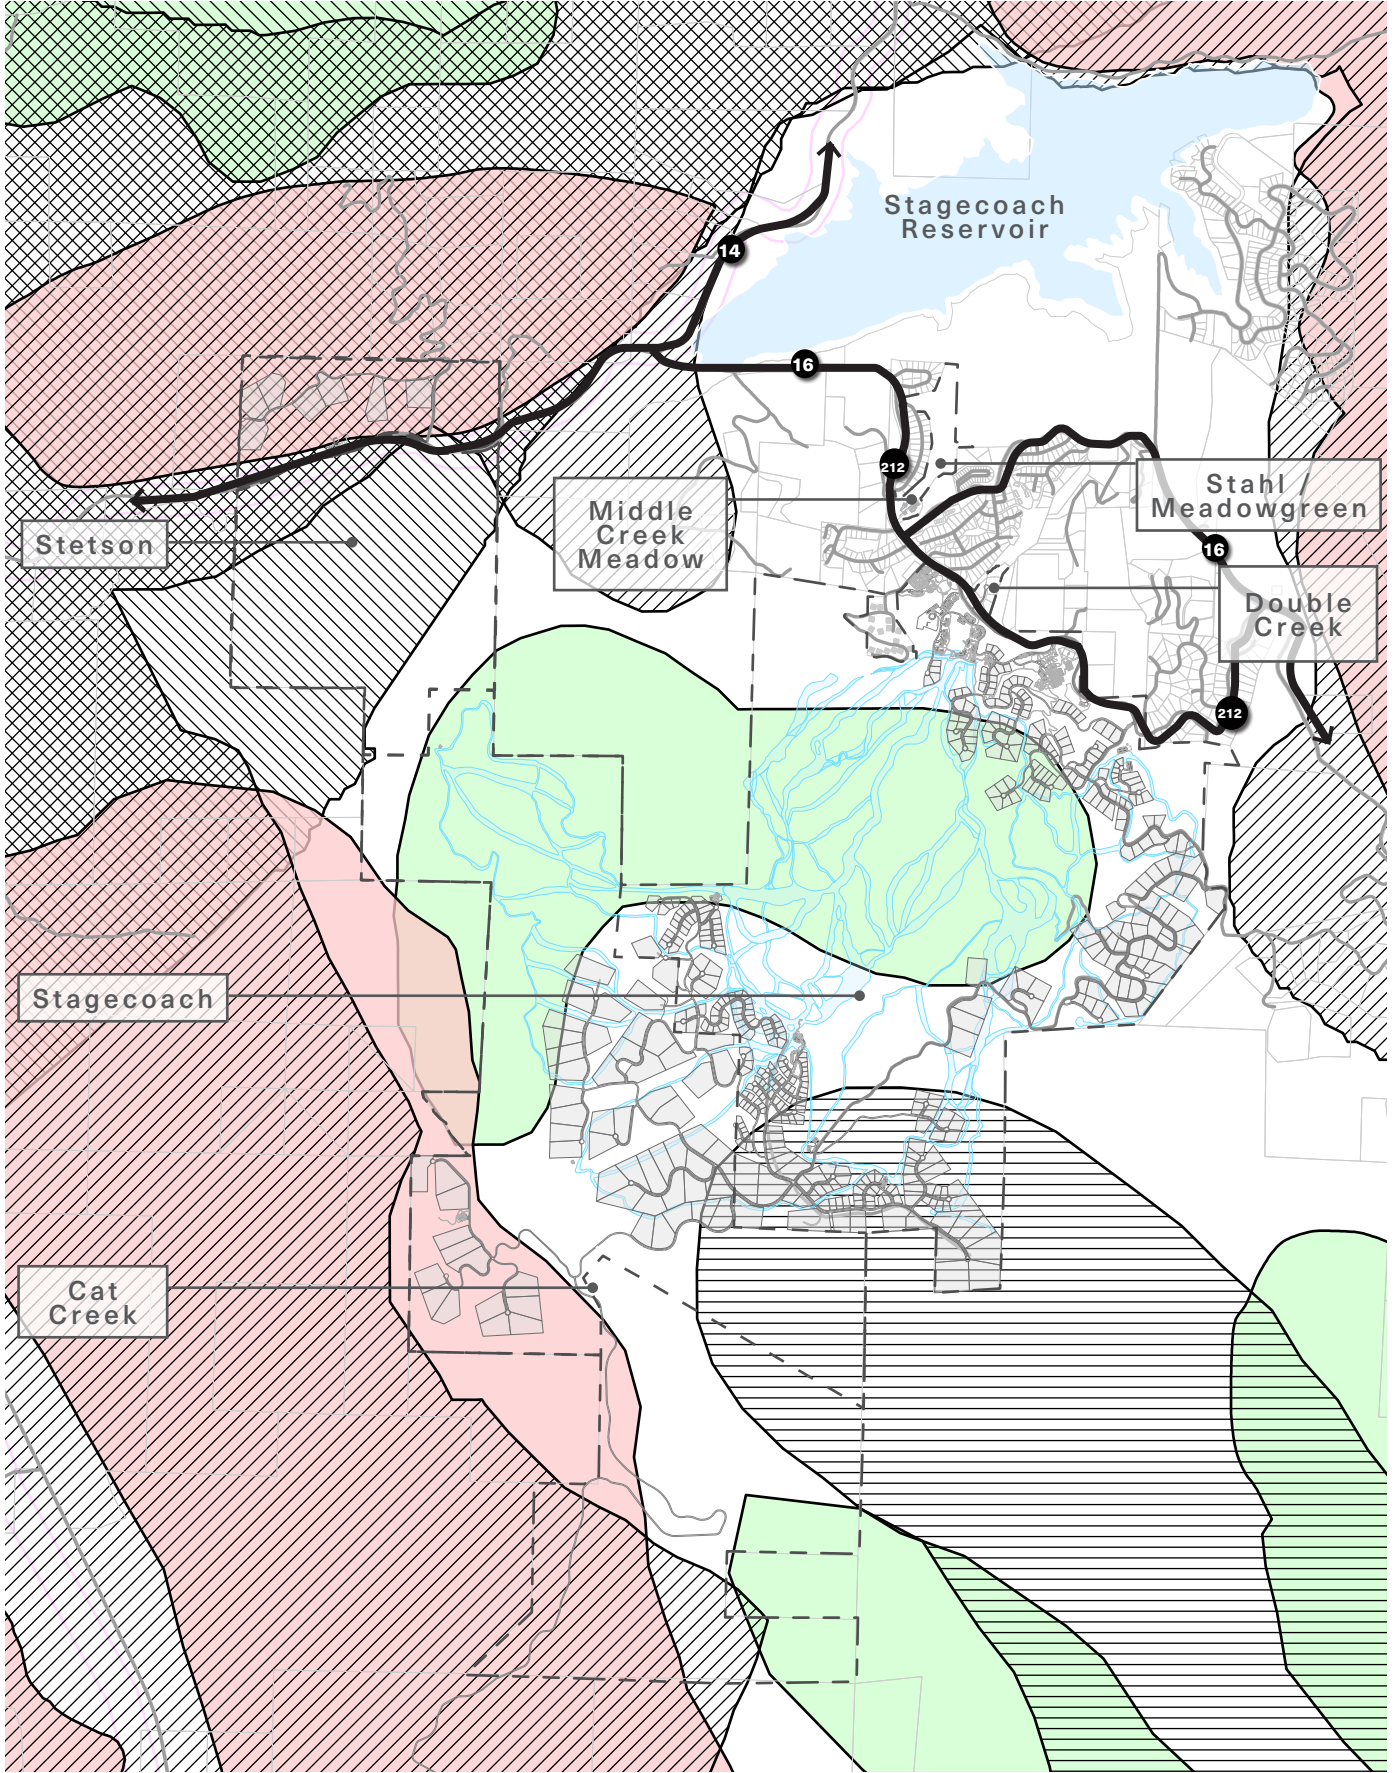 Stagecoach
Reservoir
14
16
212
Stahl
Meadowgreen
Middle
Creek
Meadow
Stetson
16
Double
Creek
212
Stagecoach
Cat
Creek